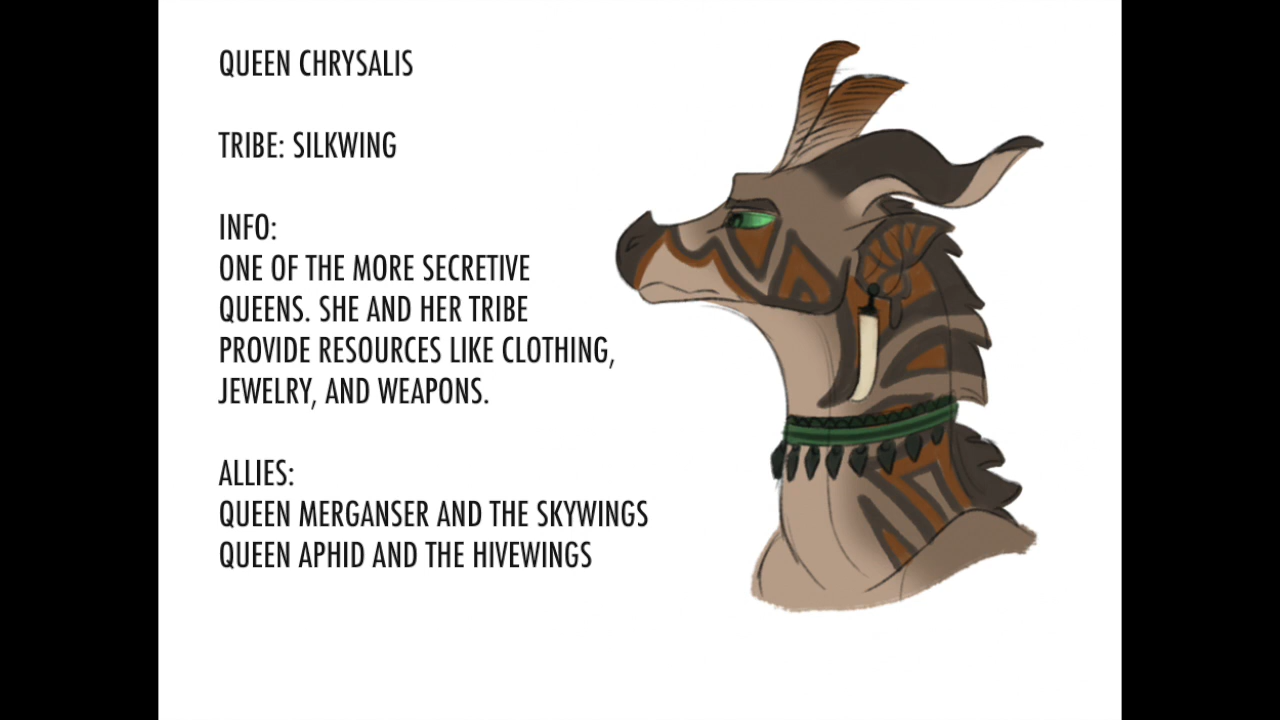 QUEEN CHRYSALIS
TRIBE: SILKWING
INFO:
ONE OF THE MORE SECRETIVE
QUEENS. SHE AND HER TRIBE
PROVIDE RESOURCES LIKE CLOTHING,
JEWELRY, AND WEAPONS.
ALLIES:
QUEEN MERGANSER AND THE SKYWINGS
QUEEN APHID AND THE HIVEWINGS